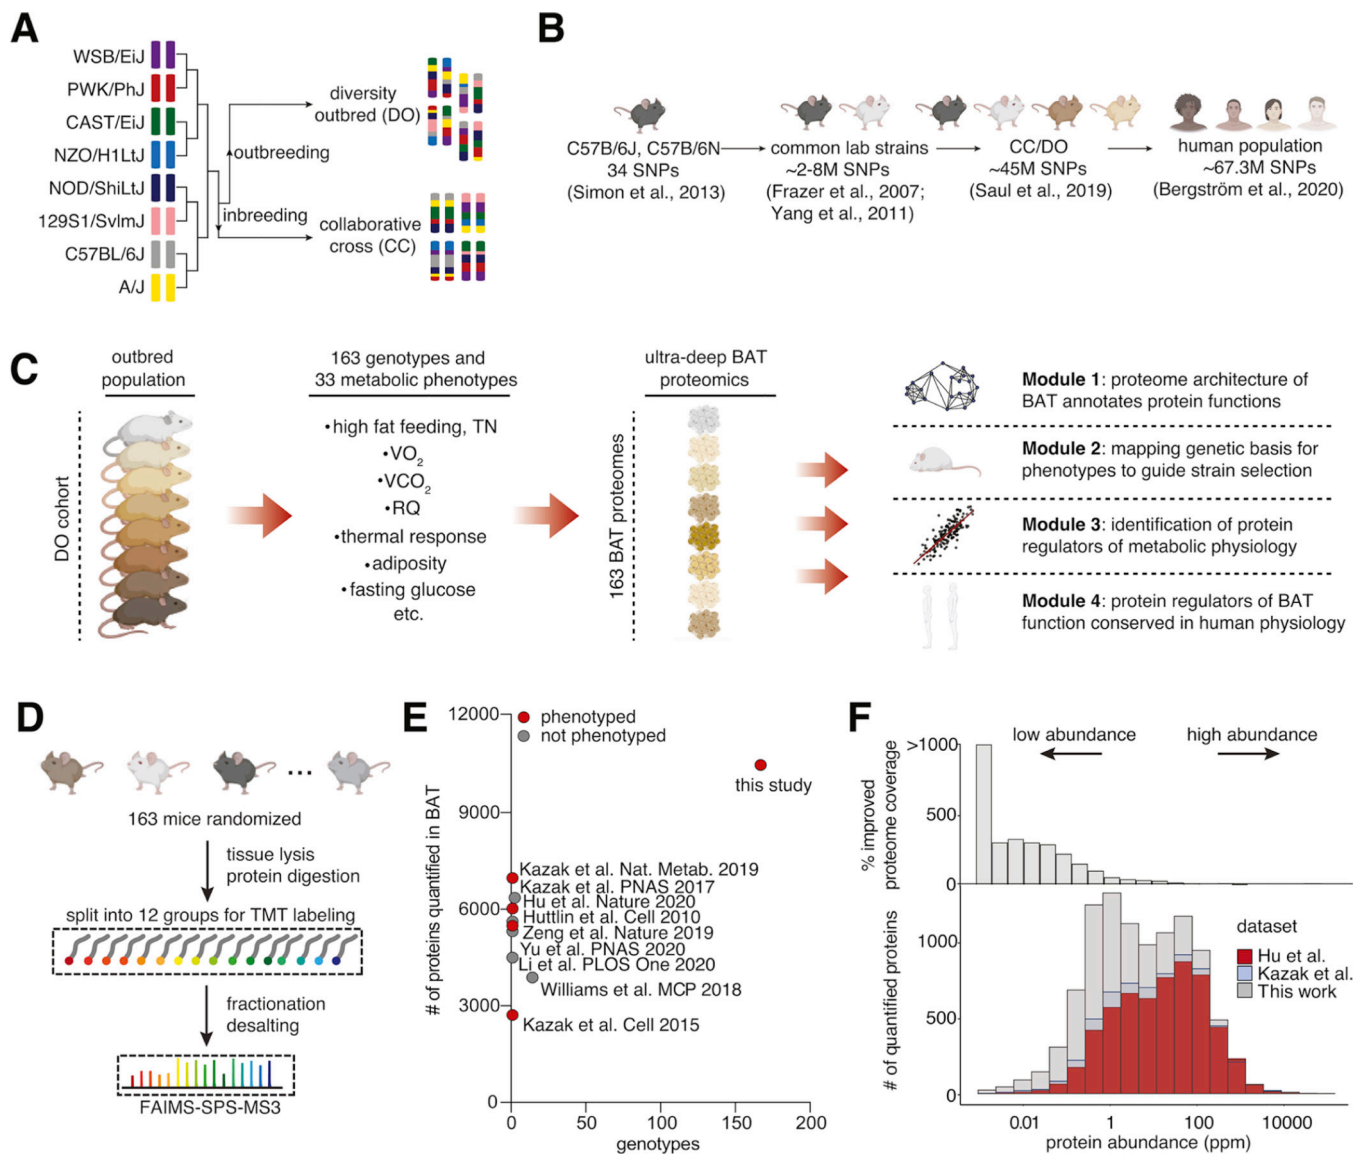 A
WSB/EiJ
PWK/PhJ
CAST/EiJ
NZO/H1LtJ
NOD/ShiLtJ
129S1/SvlmJ
C57BL/6J
A/J
outbreeding
inbreeding
diversity
outbred (DO)
collaborative
cross (CC)
B
C57B/6J, C57B/6N
34 SNPs
(Simon et al., 2013)
common lab strains
~2-8M SNPs
(Frazer et al., 2007;
Yang et al., 2011)
CC/DO
~45M SNPs
(Saul et al., 2019)
human population
~67.3M SNPs
(Bergström et al., 2020)
C
outbred
population
DO cohort
163 genotypes and
33 metabolic phenotypes
•high fat feeding, TN
•VO2
•VCO2
•RQ
•thermal response
•adiposity
•fasting glucose
etc.
ultra-deep BAT
proteomics
163 BAT proteomes
Module 1: proteome architecture of
BAT annotates protein functions
Module 2: mapping genetic basis for
phenotypes to guide strain selection
Module 3: identification of protein
regulators of metabolic physiology
Module 4: protein regulators of BAT
function conserved in human physiology
D
...
163 mice randomized
tissue lysis
protein digestion
split into 12 groups for TMT labeling
fractionation
desalting
FAIMS-SPS-MS3
E
# of proteins quantified in BAT
12000
9000
6000
3000
0
phenotyped
not phenotyped
this study
Kazak et al. Nat. Metab. 2019
Kazak et al. PNAS 2017
Hu et al. Nature 2020
Huttlin et al. Cell 2010
Zeng et al. Nature 2019
Yu et al. PNAS 2020
Li et al. PLOS One 2020
Williams et al. MCP 2018
Kazak et al. Cell 2015
0
50
100
150
200
genotypes
F
% improved
proteome coverage
>1000
500
0
low abundance
high abundance
# of quantified proteins
1000
500
0
dataset
Hu et al.
Kazak et al.
This work
0.01
1
100
10000
protein abundance (ppm)